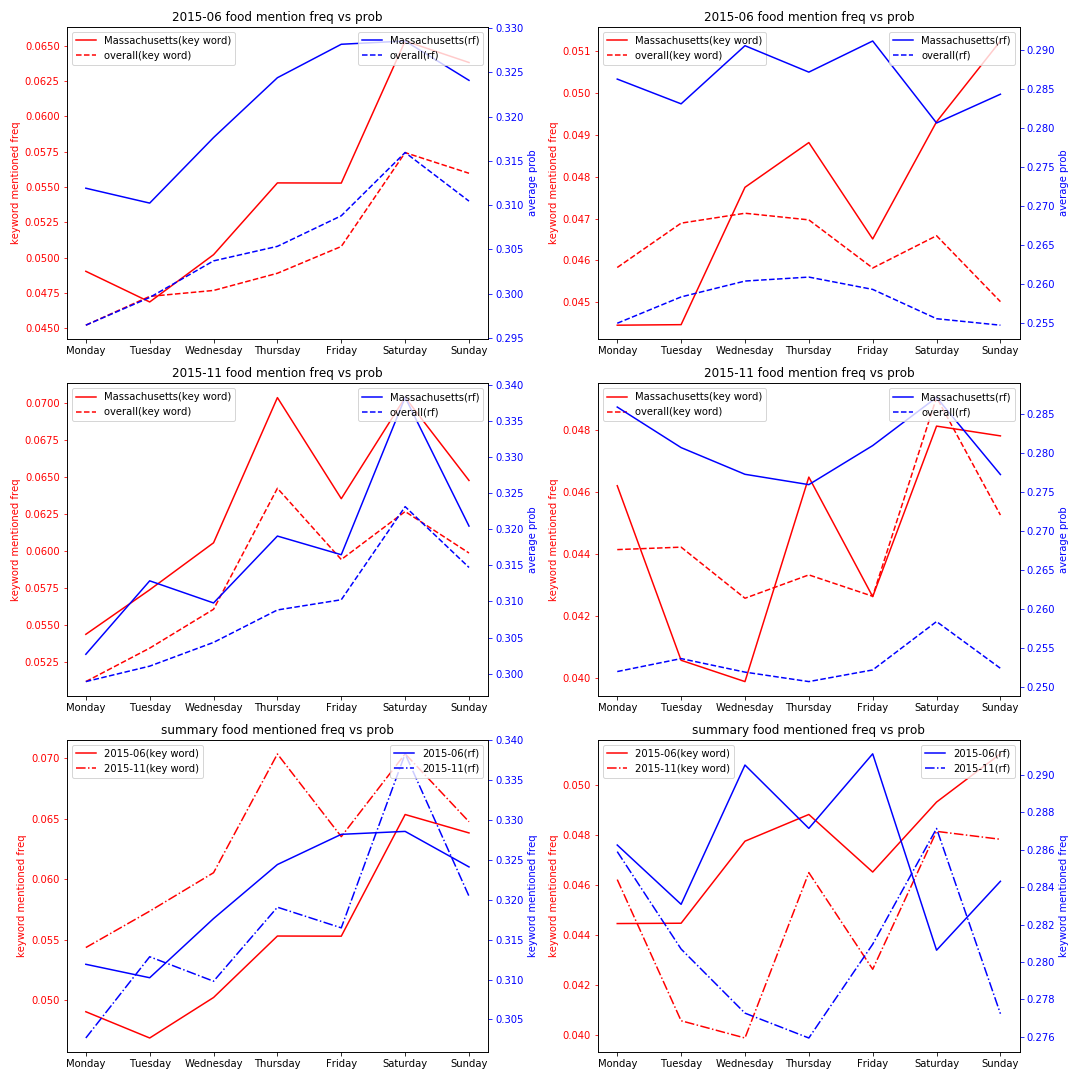 2015-06 food mention freq vs prob
Massachusetts(key word)
overall(key word)
Massachusetts(rf)
overall(rf)
keyword mentioned freq
0.0650
0.0625
0.0600
0.0575
0.0550
0.0525
0.0500
0.0475
0.0450
0.330
0.325
0.320
0.315
0.310
0.305
0.300
0.295
average prob
Monday Tuesday Wednesday Thursday Friday Saturday Sunday
2015-06 food mention freq vs prob
Massachusetts(key word)
overall(key word)
Massachusetts(rf)
overall(rf)
keyword mentioned freq
0.051
0.050
0.049
0.048
0.047
0.046
0.045
0.290
0.285
0.280
0.275
0.270
0.265
0.260
0.255
average prob
Monday Tuesday Wednesday Thursday Friday Saturday Sunday
2015-11 food mention freq vs prob
Massachusetts(key word)
overall(key word)
Massachusetts(rf)
overall(rf)
keyword mentioned freq
0.0700
0.0675
0.0650
0.0625
0.0600
0.0575
0.0550
0.0525
0.340
0.335
0.330
0.325
0.320
0.315
0.310
0.305
0.300
average prob
Monday Tuesday Wednesday Thursday Friday Saturday Sunday
2015-11 food mention freq vs prob
Massachusetts(key word)
overall(key word)
Massachusetts(rf)
overall(rf)
keyword mentioned freq
0.048
0.046
0.044
0.042
0.040
0.285
0.280
0.275
0.270
0.265
0.260
0.255
0.250
average prob
Monday Tuesday Wednesday Thursday Friday Saturday Sunday
summary food mentioned freq vs prob
2015-06(key word)
2015-11(key word)
2015-06(rf)
2015-11(rf)
keyword mentioned freq
0.070
0.065
0.060
0.055
0.050
0.340
0.335
0.330
0.325
0.320
0.315
0.310
0.305
keyword mentioned freq
Monday Tuesday Wednesday Thursday Friday Saturday Sunday
summary food mentioned freq vs prob
2015-06(key word)
2015-11(key word)
2015-06(rf)
2015-11(rf)
keyword mentioned freq
0.050
0.048
0.046
0.044
0.042
0.040
0.290
0.288
0.286
0.284
0.282
0.280
0.278
0.276
keyword mentioned freq
Monday Tuesday Wednesday Thursday Friday Saturday Sunday